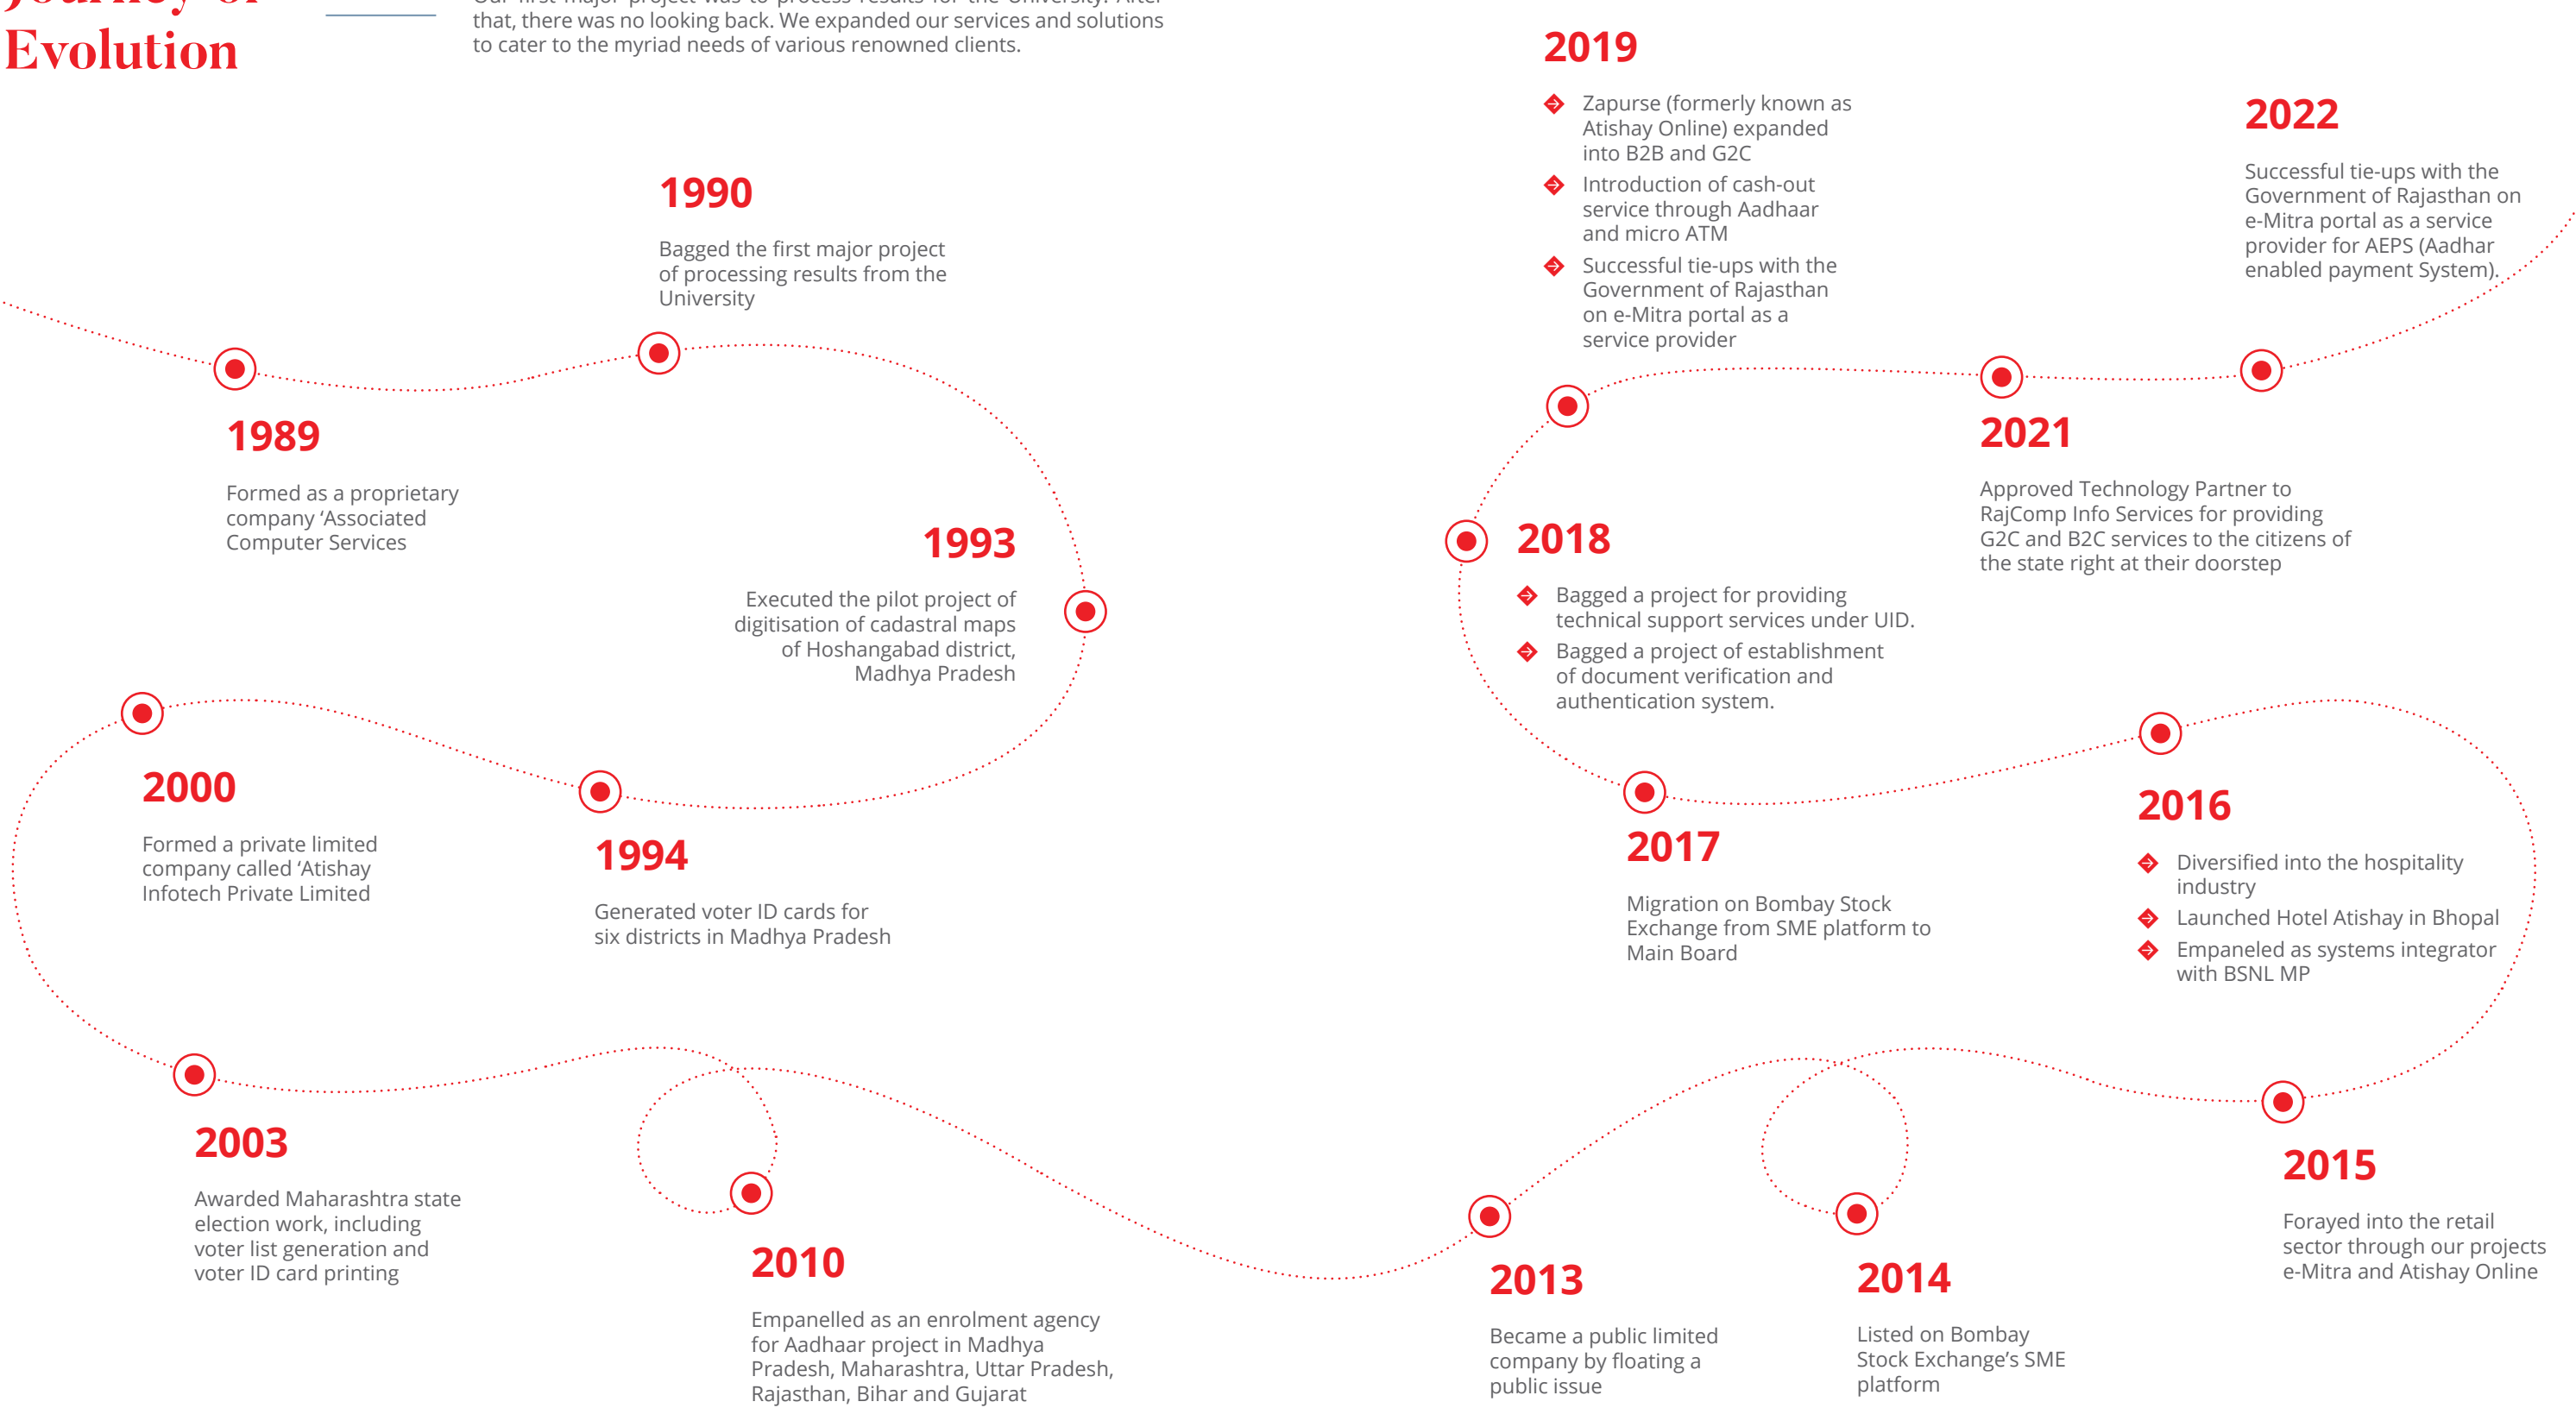 Journey of
Evolution
Our first major project was to process results for the University. After
that, there was no looking back. We expanded our services and solutions
to cater to the myriad needs of various renowned clients.
1989
Formed as a proprietary
company ‘Associated
Computer Services
1990
Bagged the first major project
of processing results from the
University
1993
Executed the pilot project of
digitisation of cadastral maps
of Hoshangabad district,
Madhya Pradesh
1994
Generated voter ID cards for
six districts in Madhya Pradesh
2000
Formed a private limited
company called ‘Atishay
Infotech Private Limited
2003
Awarded Maharashtra state
election work, including
voter list generation and
voter ID card printing
2010
Empanelled as an enrolment agency
for Aadhaar project in Madhya
Pradesh, Maharashtra, Uttar Pradesh,
Rajasthan, Bihar and Gujarat
2013
Became a public limited
company by floating a
public issue
2014
Listed on Bombay
Stock Exchange’s SME
platform
2015
Forayed into the retail
sector through our projects
e-Mitra and Atishay Online
2016
Diversified into the hospitality
industry
Launched Hotel Atishay in Bhopal
Empaneled as systems integrator
with BSNL MP
2017
Migration on Bombay Stock
Exchange from SME platform to
Main Board
2018
Bagged a project for providing
technical support services under UID.
Bagged a project of establishment
of document verification and
authentication system.
2019
Zapurse (formerly known as
Atishay Online) expanded
into B2B and G2C
Introduction of cash-out
service through Aadhaar
and micro ATM
Successful tie-ups with the
Government of Rajasthan
on e-Mitra portal as a
service provider
2021
Approved Technology Partner to
RajComp Info Services for providing
G2C and B2C services to the citizens of
the state right at their doorstep
2022
Successful tie-ups with the
Government of Rajasthan on
e-Mitra portal as a service
provider for AEPS (Aadhar
enabled payment System).